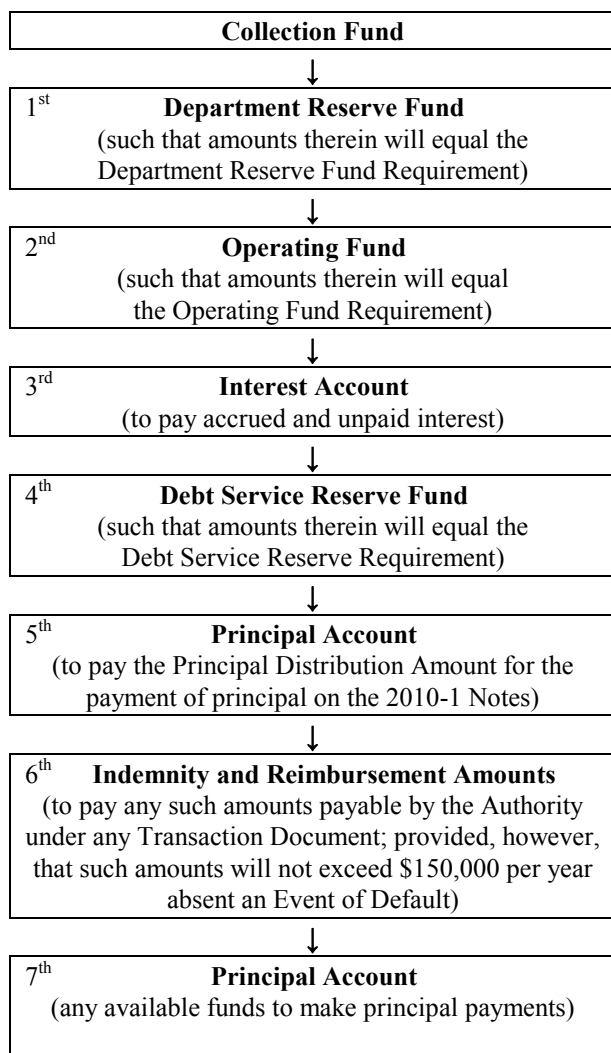 Collection Fund
↓
1st Department Reserve Fund
(such that amounts therein will equal the
Department Reserve Fund Requirement)
↓
2nd Operating Fund
(such that amounts therein will equal
the Operating Fund Requirement)
↓
3rd Interest Account
(to pay accrued and unpaid interest)
↓
4th Debt Service Reserve Fund
(such that amounts therein will equal the
Debt Service Reserve Requirement)
↓
5th Principal Account
(to pay the Principal Distribution Amount for the
payment of principal on the 2010-1 Notes)
↓
6th Indemnity and Reimbursement Amounts
(to pay any such amounts payable by the Authority
under any Transaction Document; provided, however,
that such amounts will not exceed $150,000 per year
absent an Event of Default)
↓
7th Principal Account
(any available funds to make principal payments)